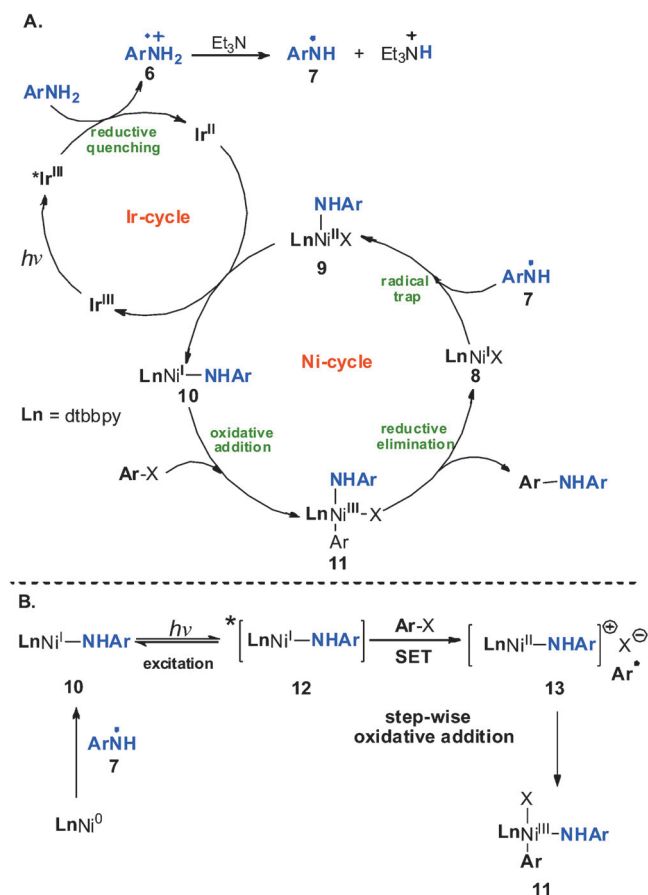 A.
ArNH2 •+
6
Et3N
ArNH •
7
+
Et3NH +
ArNH2
reductive
quenching
IrII
*IrIII
Ir-cycle
hν
IrIII
NHAr
LnNiIIX
9
ArNH •
7
radical
trap
LnNiIX
8
LnNiI—NHAr
10
Ni-cycle
Ln = dtbbpy
oxidative
addition
Ar-X
reductive
elimination
Ar—NHAr
NHAr
LnNiIII-X
Ar
11
B.
LnNiI—NHAr
10
hν
excitation
*[LnNiI—NHAr]
12
Ar-X
SET
[LnNiII—NHAr]⊕ X⊖
Ar•
13
ArNH •
7
step-wise
oxidative addition
LnNi0
X
LnNiIII-NHAr
Ar
11